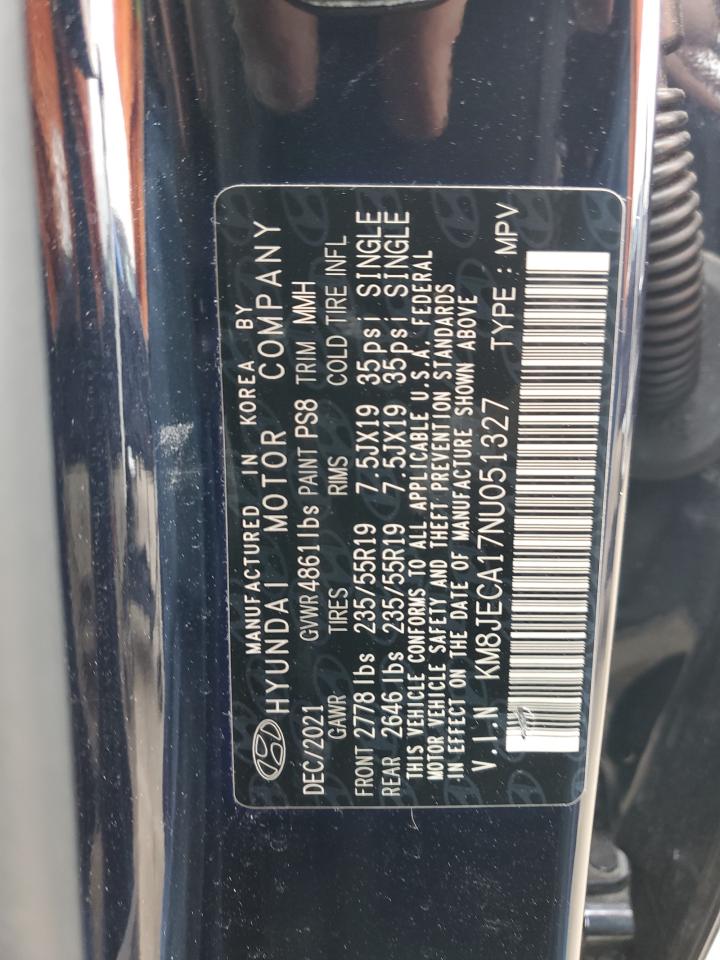 MANUFACTURED IN KOREA BY
HYUNDAI MOTOR COMPANY
DEC/2021 GVWR 4861 lbs PAINT PS8 TRIM MMH
GAWR TIRES RIMS COLD TIRE INFL
FRONT 2778 lbs 235/55R19 7.5JX19 35psi SINGLE
REAR 2646 lbs 235/55R19 7.5JX19 35psi SINGLE
THIS VEHICLE CONFORMS TO ALL APPLICABLE U.S.A. FEDERAL
MOTOR VEHICLE SAFETY AND THEFT PREVENTION STANDARDS
IN EFFECT ON THE DATE OF MANUFACTURE SHOWN ABOVE
V.I.N KM8JECA17NU051327 TYPE : MPV